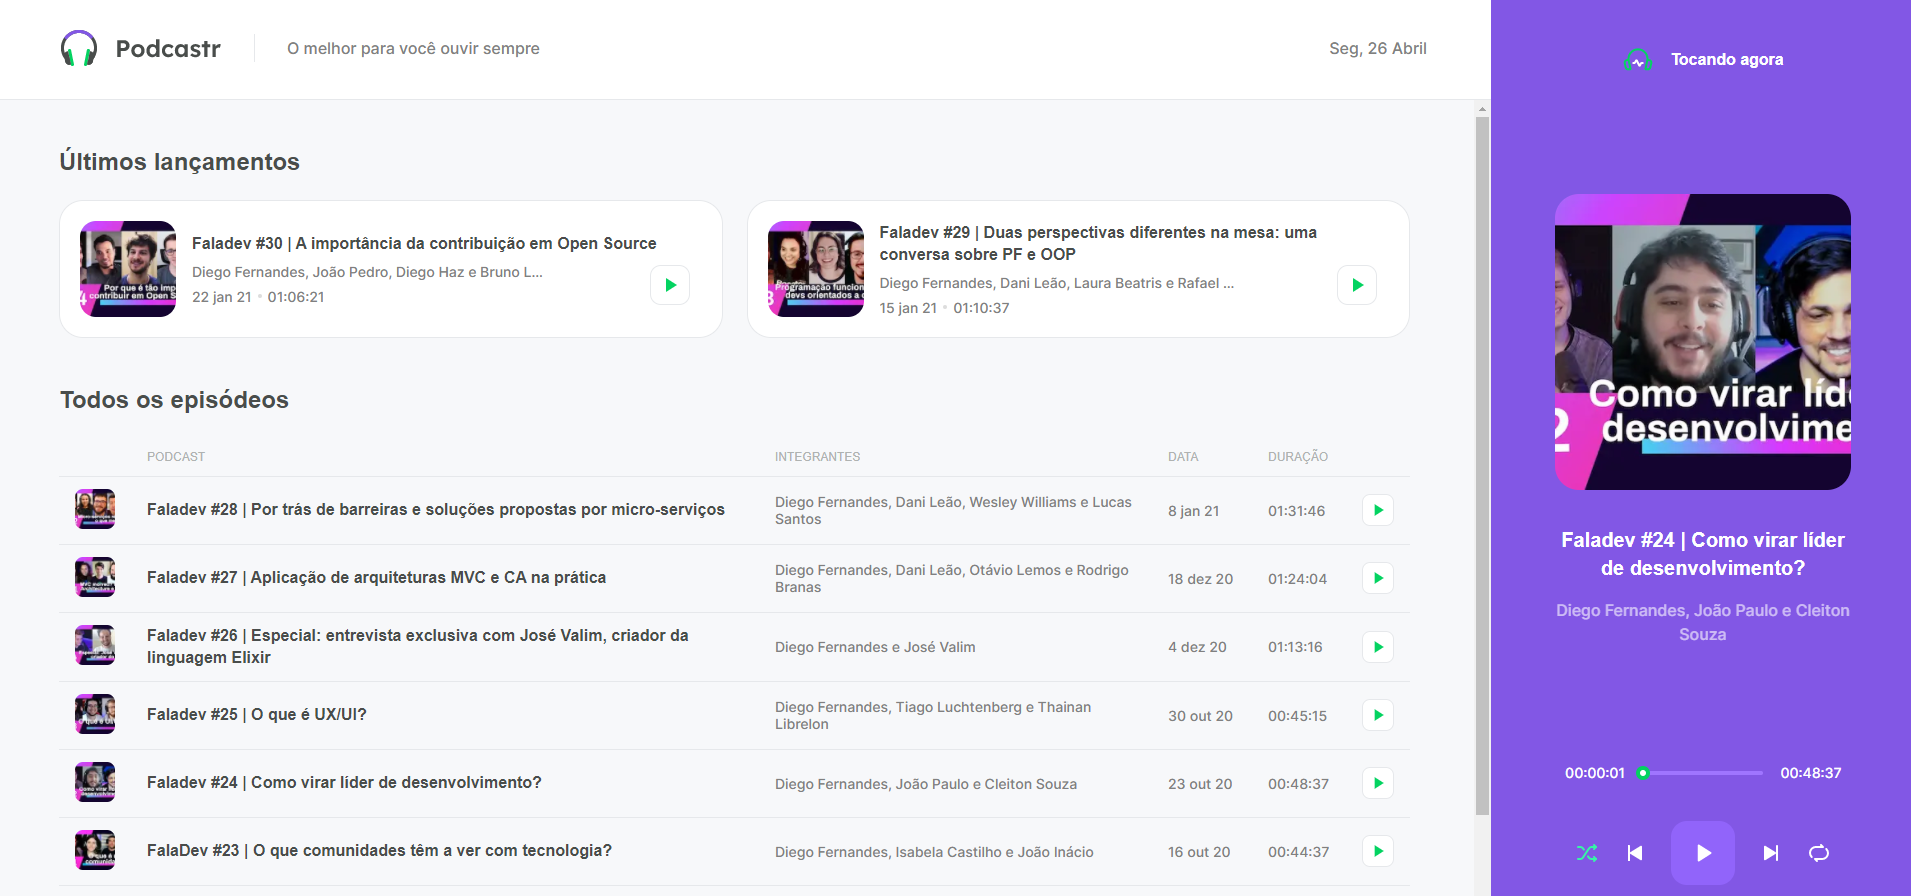 Podcastr
O melhor para você ouvir sempre
Seg, 26 Abril
Últimos lançamentos
Por que é tão imp
contribuir em Open S
Faladev #30 | A importância da contribuição em Open Source
Diego Fernandes, João Pedro, Diego Haz e Bruno L...
22 jan 21 • 01:06:21
Programação funcion
devs orientados a o
Faladev #29 | Duas perspectivas diferentes na mesa: uma
conversa sobre PF e OOP
Diego Fernandes, Dani Leão, Laura Beatris e Rafael ...
15 jan 21 • 01:10:37
Todos os episódeos
PODCAST INTEGRANTES DATA DURAÇÃO
Faladev #28 | Por trás de barreiras e soluções propostas por micro-serviços
Diego Fernandes, Dani Leão, Wesley Williams e Lucas
Santos
8 jan 21
01:31:46
Faladev #27 | Aplicação de arquiteturas MVC e CA na prática
Diego Fernandes, Dani Leão, Otávio Lemos e Rodrigo
Branas
18 dez 20
01:24:04
Faladev #26 | Especial: entrevista exclusiva com José Valim, criador da
linguagem Elixir
Diego Fernandes e José Valim
4 dez 20
01:13:16
Faladev #25 | O que é UX/UI?
Diego Fernandes, Tiago Luchtenberg e Thainan
Librelon
30 out 20
00:45:15
Faladev #24 | Como virar líder de desenvolvimento?
Diego Fernandes, João Paulo e Cleiton Souza
23 out 20
00:48:37
FalaDev #23 | O que comunidades têm a ver com tecnologia?
Diego Fernandes, Isabela Castilho e João Inácio
16 out 20
00:44:37
Tocando agora
Como virar líd
2 desenvolvime
Faladev #24 | Como virar líder
de desenvolvimento?
Diego Fernandes, João Paulo e Cleiton
Souza
00:00:01
00:48:37